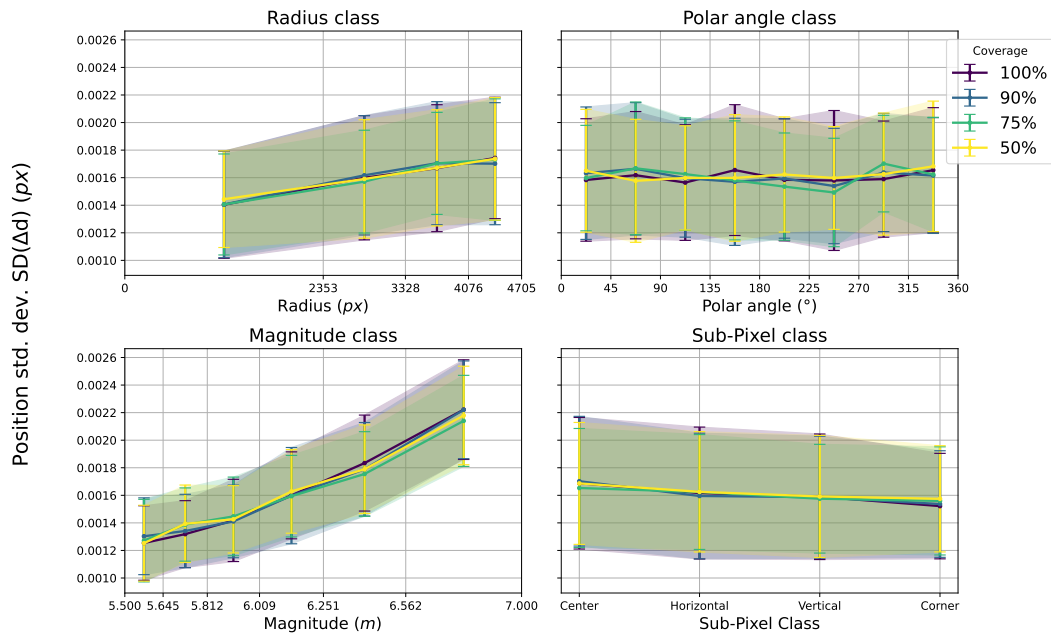 Radius class
Polar angle class
0.0026
0.0024
0.0022
0.0020
0.0018
0.0016
0.0014
0.0012
0.0010
Coverage
100%
90%
75%
50%
0 2353 3328 4076 4705
0 45 90 135 180 225 270 315 360
Radius (px)
Polar angle (°)
Position std. dev. SD(Δd) (px)
Magnitude class
Sub-Pixel class
0.0026
0.0024
0.0022
0.0020
0.0018
0.0016
0.0014
0.0012
0.0010
5.500 5.645 5.812 6.009 6.251 6.562 7.000
Center Horizontal Vertical Corner
Magnitude (m)
Sub-Pixel Class